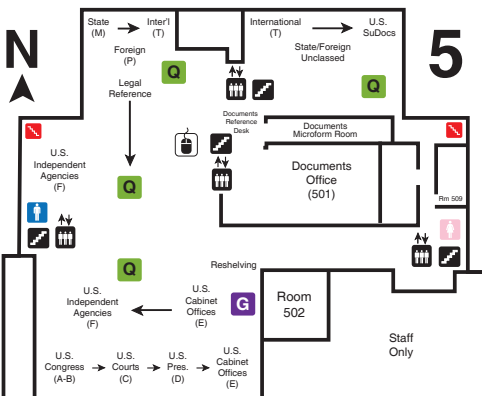 N
5
State
(M)
Inter'l
(T)
Foreign
(P)
Legal
Reference
International
(T)
U.S.
SuDocs
State/Foreign
Unclassed
Q
Q
Documents
Reference
Desk
Documents
Microform Room
Documents
Office
(501)
U.S.
Independent
Agencies
(F)
Q
Rm 509
Q
Reshelving
U.S.
Independent
Agencies
(F)
U.S.
Cabinet
Offices
(E)
G
Room
502
Staff
Only
U.S.
Congress
(A-B)
U.S.
Courts
(C)
U.S.
Pres.
(D)
U.S.
Cabinet
Offices
(E)